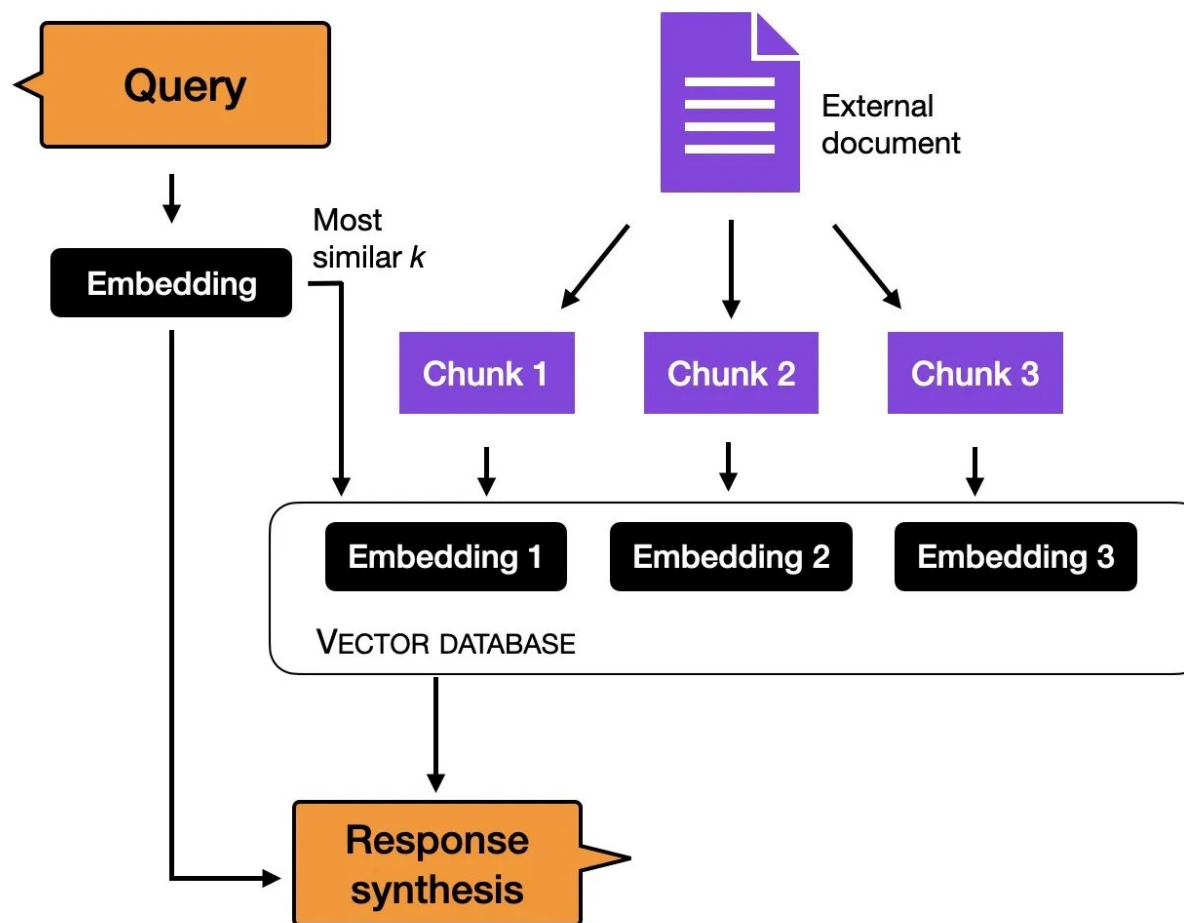 Query
External
document
Most
similar k
Embedding
Chunk 1
Chunk 2
Chunk 3
Embedding 1
Embedding 2
Embedding 3
VECTOR DATABASE
Response
synthesis